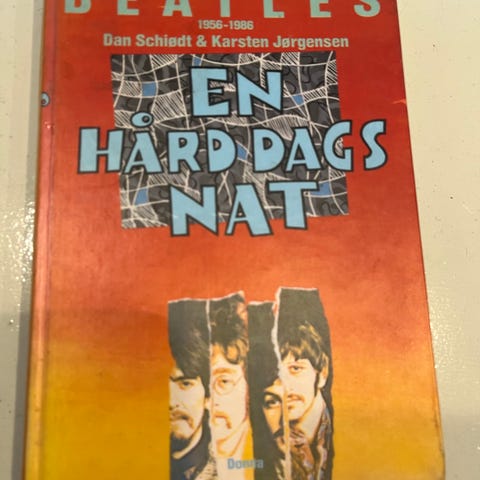 BEATLES
1956-1986
Dan Schiødt & Karsten Jørgensen
EN
HÅRD DAGS
NAT
Donna